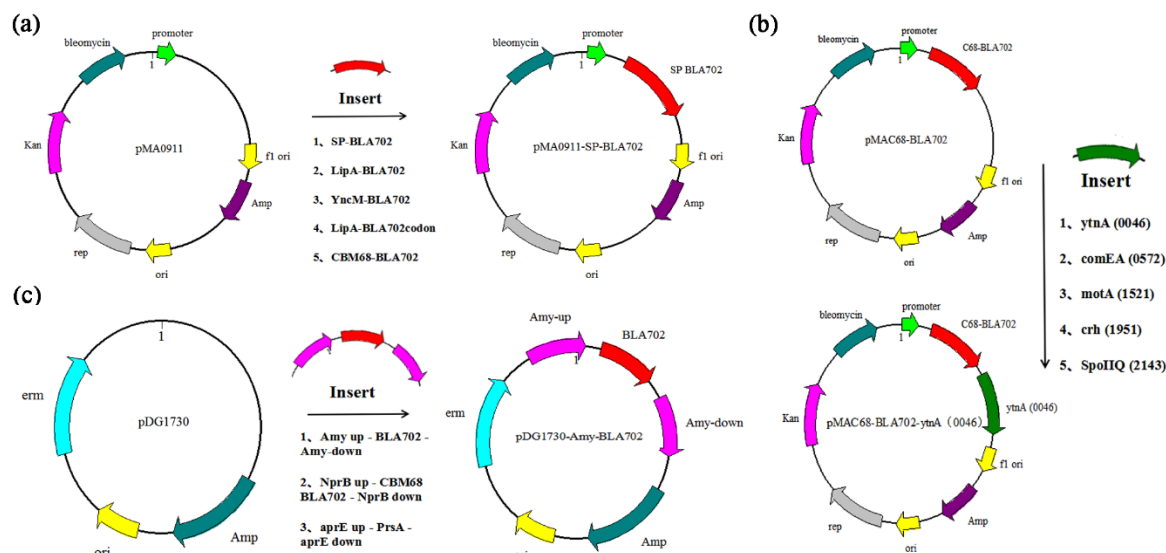 (a)
bleomycin
promoter
1
Kan
pMA0911
f1 ori
Amp
rep
ori
Insert
1、 SP-BLA702
2、 LipA-BLA702
3、 YncM-BLA702
4、 LipA-BLA702codon
5、 CBM68-BLA702
bleomycin
promoter
1
SP BLA702
Kan
pMA0911-SP-BLA702
f1 ori
Amp
rep
ori
(b)
bleomycin
promoter
1
C68-BLA702
Kan
pMAC68-BLA702
f1 ori
Amp
rep
ori
Insert
1、 ytnA (0046)
2、 comEA (0572)
3、 motA (1521)
4、 crh (1951)
5、 SpoIIQ (2143)
bleomycin
promoter
1
C68-BLA702
ytnA (0046)
Kan
pMAC68-BLA702-ytnA（0046）
f1 ori
Amp
rep
ori
(c)
1
erm
pDG1730
ori
Amp
Insert
1、 Amy up - BLA702 -
Amy-down
2、 NprB up - CBM68
BLA702 - NprB down
3、 aprE up - PrsA -
aprE down
Amy-up
1
BLA702
erm
Amy-down
pDG1730-Amy-BLA702
Amp